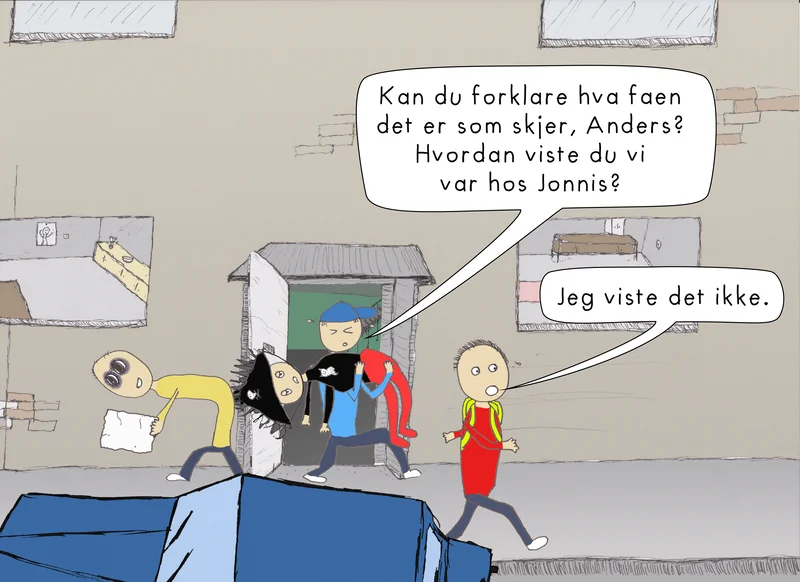 Kan du forklare hva faen
det er som skjer, Anders?
Hvordan viste du vi
var hos Jonnis?
Jeg viste det ikke.